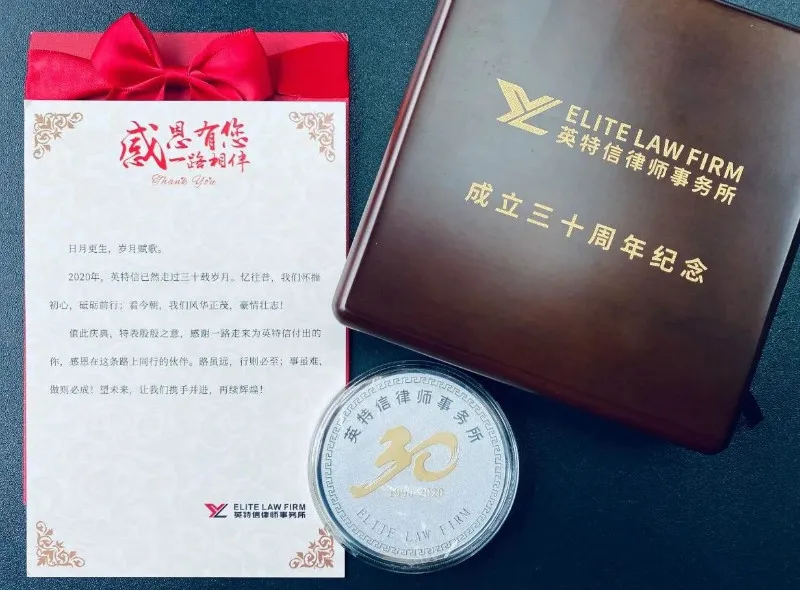 感恩有您
一路相伴
Thank You
日月更生，岁月赋歌。
2020年，英特信已然走过三十载岁月。忆往昔，我们怀揣
初心，砥砺前行；看今朝，我们风华正茂，豪情壮志！
值此庆典，特表殷殷之意，感谢一路走来为英特信付出的
你，感恩在这条路上同行的伙伴。路虽远，行则必至；事虽难，
做则必成！望未来，让我们携手并进，再续辉煌！
ELITE LAW FIRM
英特信律师事务所
ELITE LAW FIRM
英特信律师事务所
成立三十周年纪念
英特信律师事务所
30
1990-2020
ELITE LAW FIRM